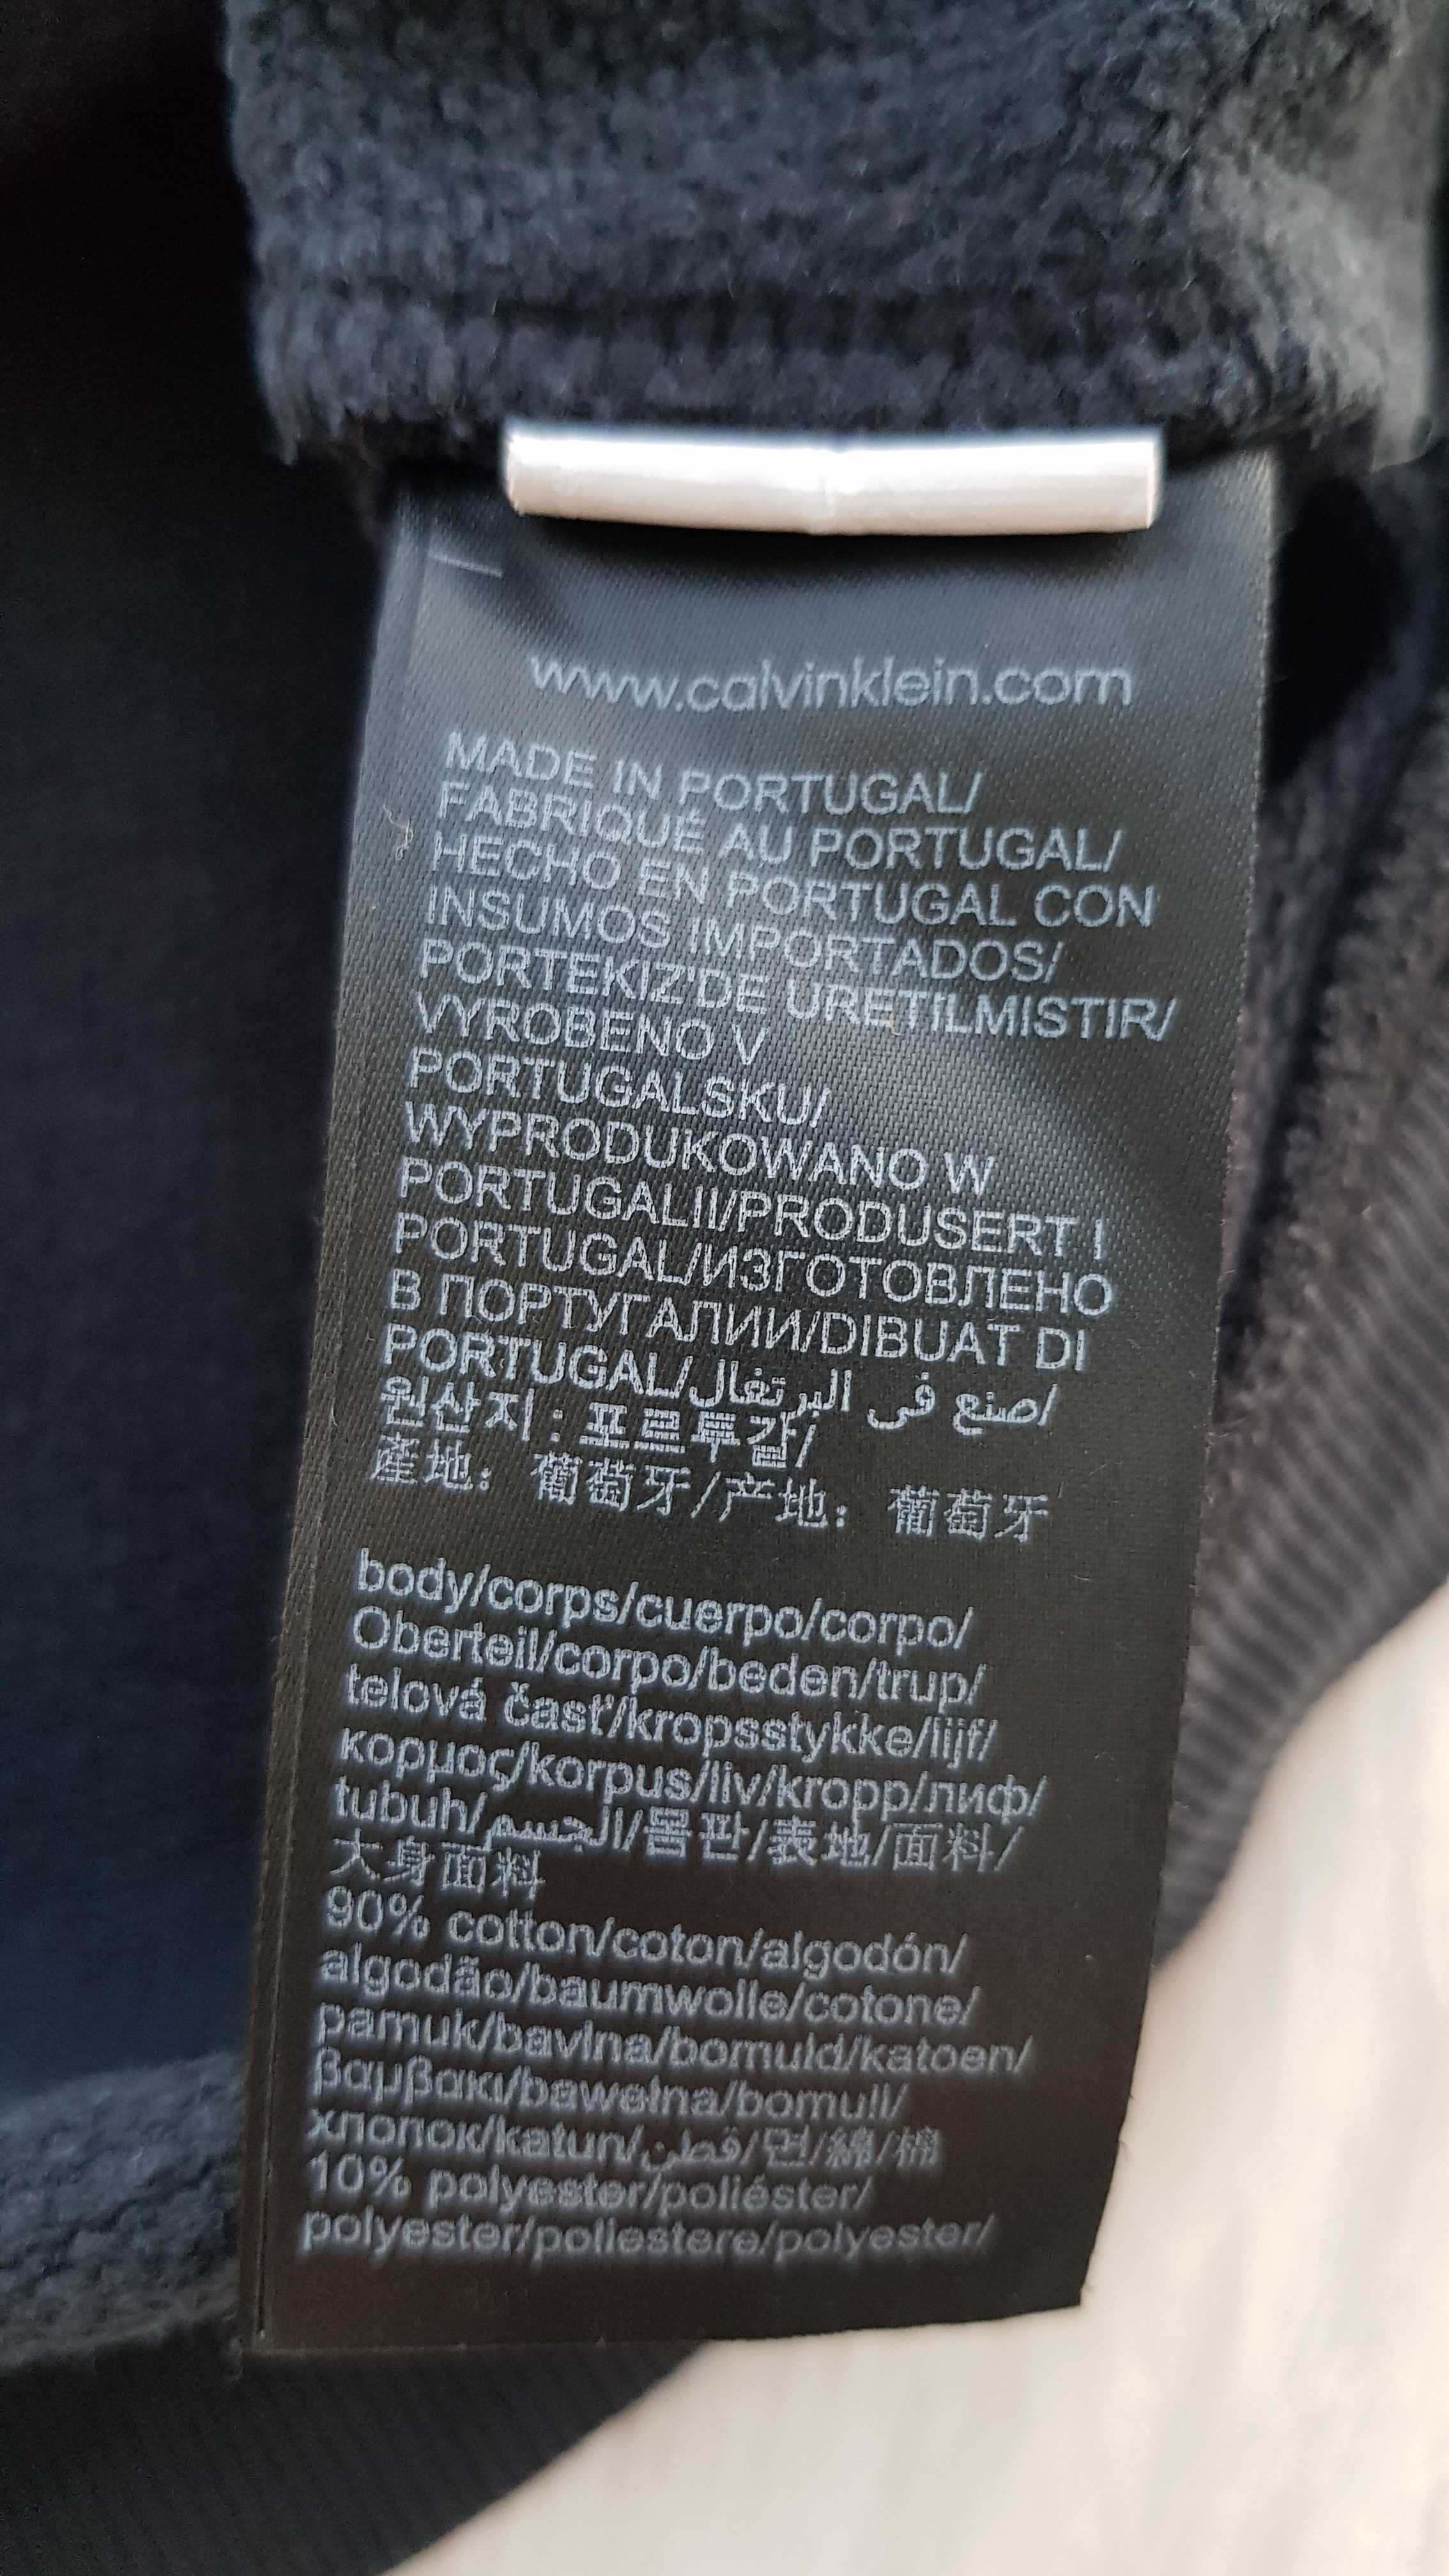 www.calvinklein.com
MADE IN PORTUGAL/
FABRIQUÉ AU PORTUGAL/
HECHO EN PORTUGAL CON
INSUMOS IMPORTADOS/
PORTEKIZ'DE URETILMISTIR/
VYROBENO V
PORTUGALSKU/
WYPRODUKOWANO W
PORTUGALII/PRODUSERT I
PORTUGAL/ИЗГОТОВЛЕНО
В ПОРТУГАЛИИ/DIBUAT DI
PORTUGAL/صنع فى البرتغال/
원산지 : 포르투갈/
產地: 葡萄牙/产地: 葡萄牙
body/corps/cuerpo/corpo/
Oberteil/corpo/beden/trup/
telová časť/kropsstykke/lijf/
κορμος/korpus/liv/kropp/лиф/
tubuh/الجسم/몸판/表地/面料/
大身面料
90% cotton/coton/algodón/
algodão/baumwolle/cotone/
pamuk/bavlna/bomuld/katoen/
βαμβακι/bawełna/bomull/
хлопок/katun/قطن/면/綿/棉
10% polyester/poliéster/
polyester/poliestere/polyester/